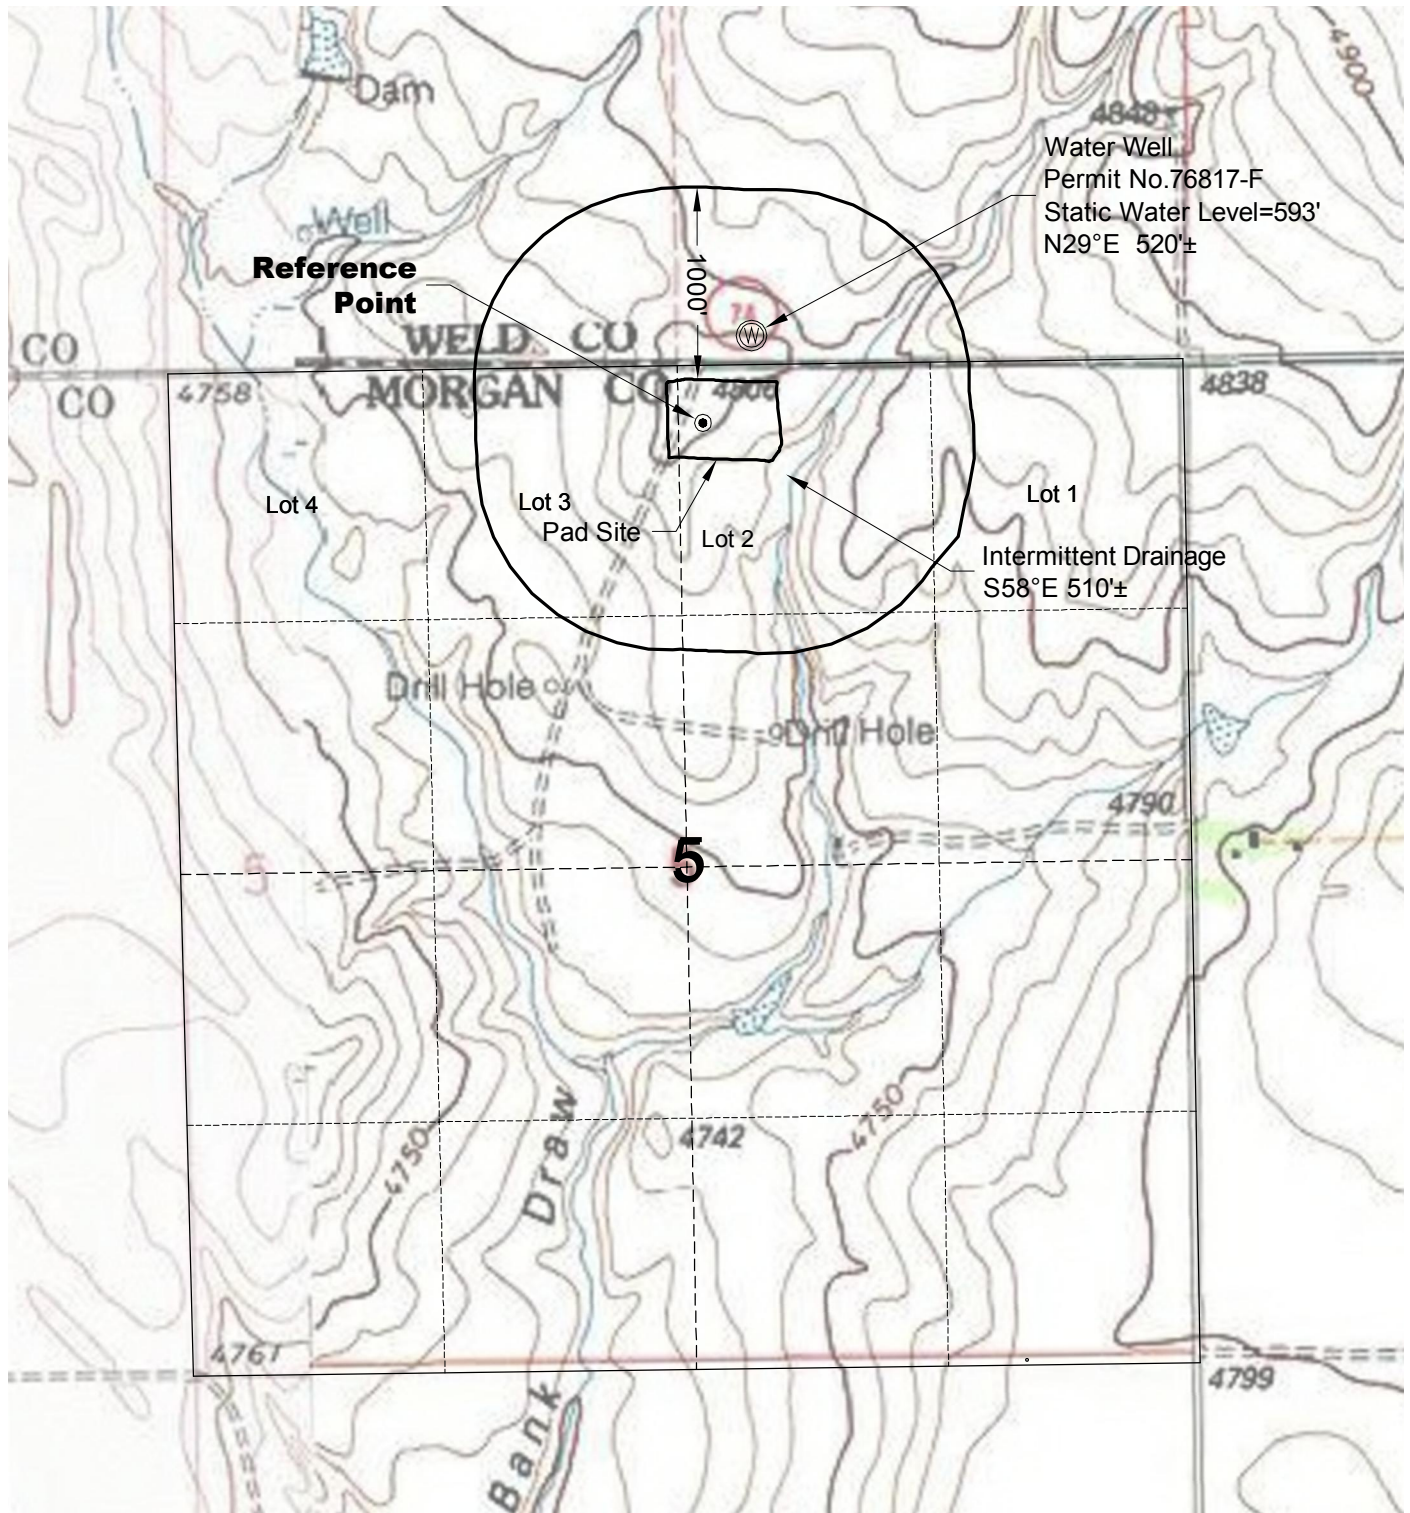 4900
Dam
4848
Water Well
Permit No.76817-F
Static Water Level=593'
N29°E 520'±
Well
Reference
Point
1000'
W
WELD CO
CO
MORGAN CO
CO
4758
4838
Lot 4
Lot 3
Lot 1
Pad Site
Lot 2
Intermittent Drainage
S58°E 510'±
Drill Hole
Drill Hole
4790
5
5
4750
4750
4742
Draw
4761
4799
Bank